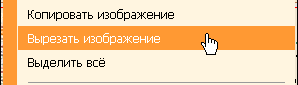 Копировать изображение
Вырезать изображение
Выделить всё